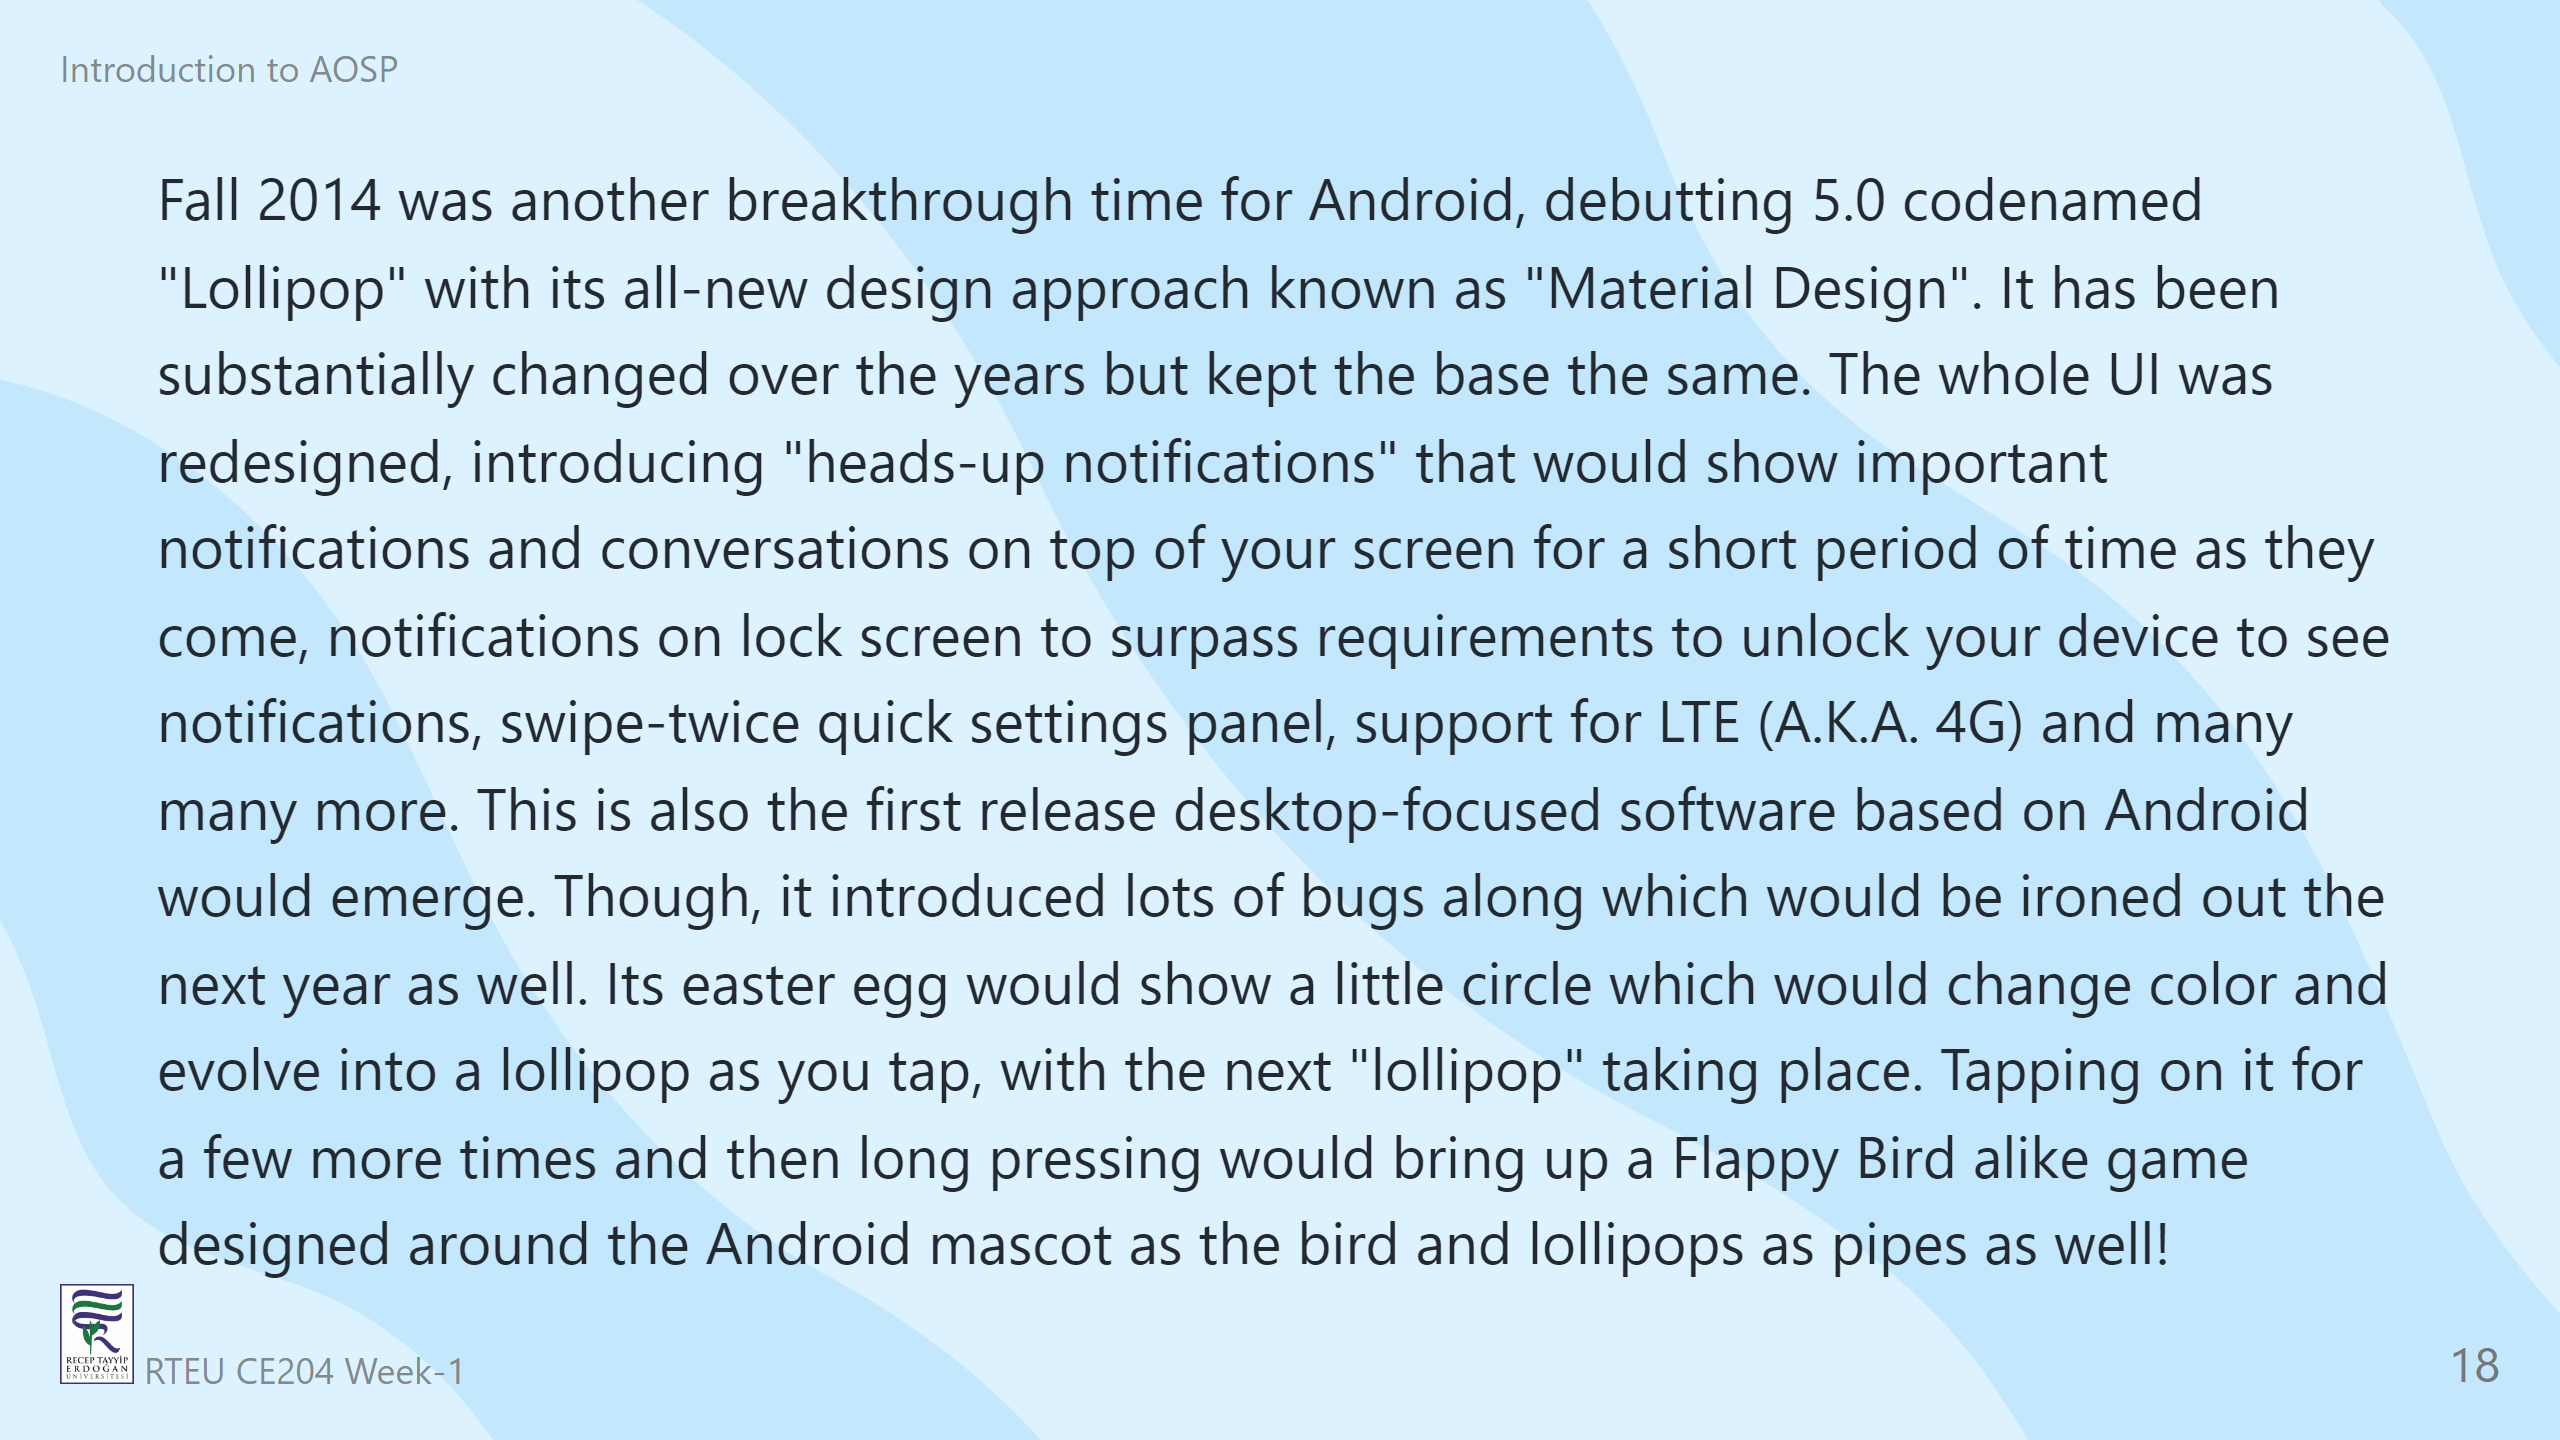 Introduction to AOSP
Fall 2014 was another breakthrough time for Android, debutting 5.0 codenamed
"Lollipop" with its all-new design approach known as "Material Design". It has been
substantially changed over the years but kept the base the same. The whole UI was
redesigned, introducing "heads-up notifications" that would show important
notifications and conversations on top of your screen for a short period of time as they
come, notifications on lock screen to surpass requirements to unlock your device to see
notifications, swipe-twice quick settings panel, support for LTE (A.K.A. 4G) and many
many more. This is also the first release desktop-focused software based on Android
would emerge. Though, it introduced lots of bugs along which would be ironed out the
next year as well. Its easter egg would show a little circle which would change color and
evolve into a lollipop as you tap, with the next "lollipop" taking place. Tapping on it for
a few more times and then long pressing would bring up a Flappy Bird alike game
designed around the Android mascot as the bird and lollipops as pipes as well!
RECEP TAYYİP
ERDOĞAN
ÜNİVERSİTESİ
RTEU CE204 Week-1
18